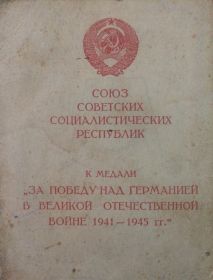 СОЮЗ
СОВЕТСКИХ
СОЦИАЛИСТИЧЕСКИХ
РЕСПУБЛИК
К МЕДАЛИ
„ЗА ПОБЕДУ НАД ГЕРМАНИЕЙ
В ВЕЛИКОЙ ОТЕЧЕСТВЕННОЙ
ВОЙНЕ 1941—1945 гг."